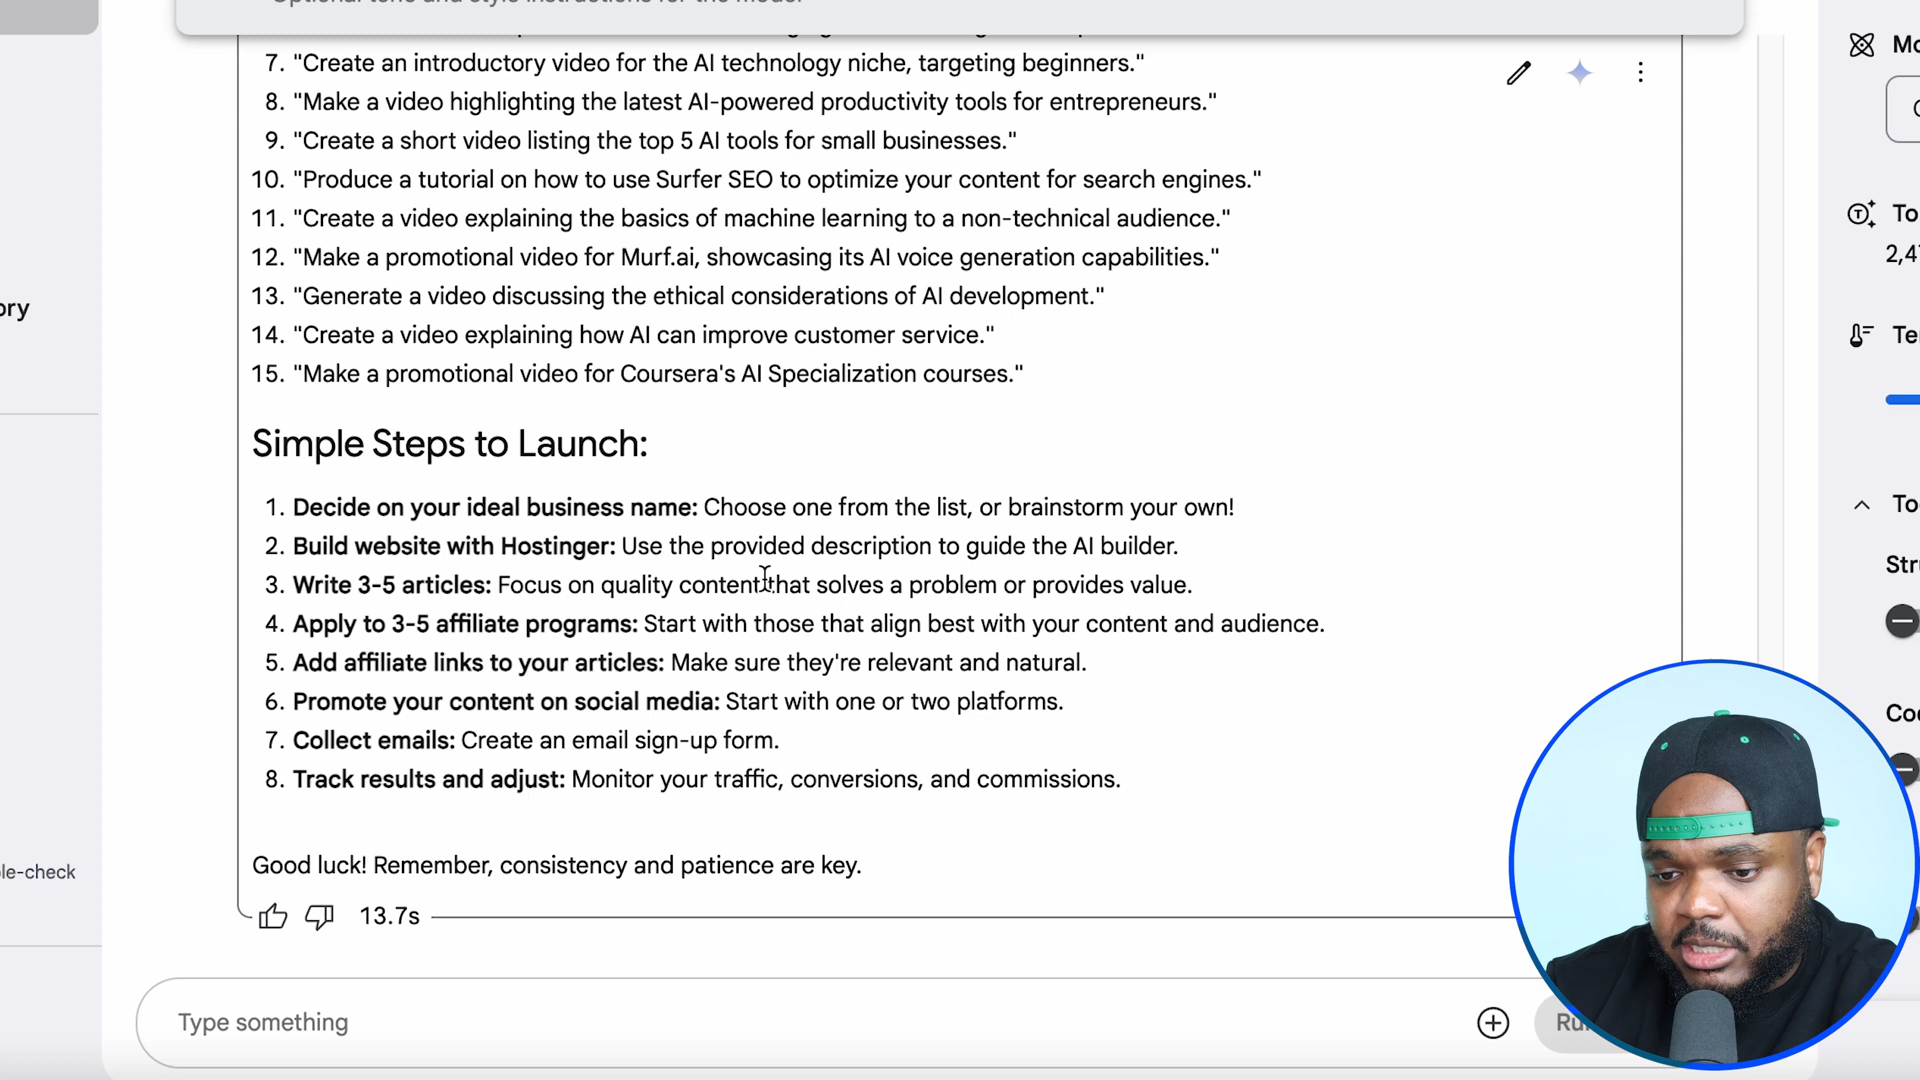 7. "Create an introductory video for the AI technology niche, targeting beginners."
8. "Make a video highlighting the latest AI-powered productivity tools for entrepreneurs."
9. "Create a short video listing the top 5 AI tools for small businesses."
10. "Produce a tutorial on how to use Surfer SEO to optimize your content for search engines."
11. "Create a video explaining the basics of machine learning to a non-technical audience."
12. "Make a promotional video for Murf.ai, showcasing its AI voice generation capabilities."
13. "Generate a video discussing the ethical considerations of AI development."
14. "Create a video explaining how AI can improve customer service."
15. "Make a promotional video for Coursera's AI Specialization courses."
Simple Steps to Launch:
1. Decide on your ideal business name: Choose one from the list, or brainstorm your own!
2. Build website with Hostinger: Use the provided description to guide the AI builder.
3. Write 3-5 articles: Focus on quality content that solves a problem or provides value.
4. Apply to 3-5 affiliate programs: Start with those that align best with your content and audience.
5. Add affiliate links to your articles: Make sure they're relevant and natural.
6. Promote your content on social media: Start with one or two platforms.
7. Collect emails: Create an email sign-up form.
8. Track results and adjust: Monitor your traffic, conversions, and commissions.
Good luck! Remember, consistency and patience are key.
13.7s
Type something